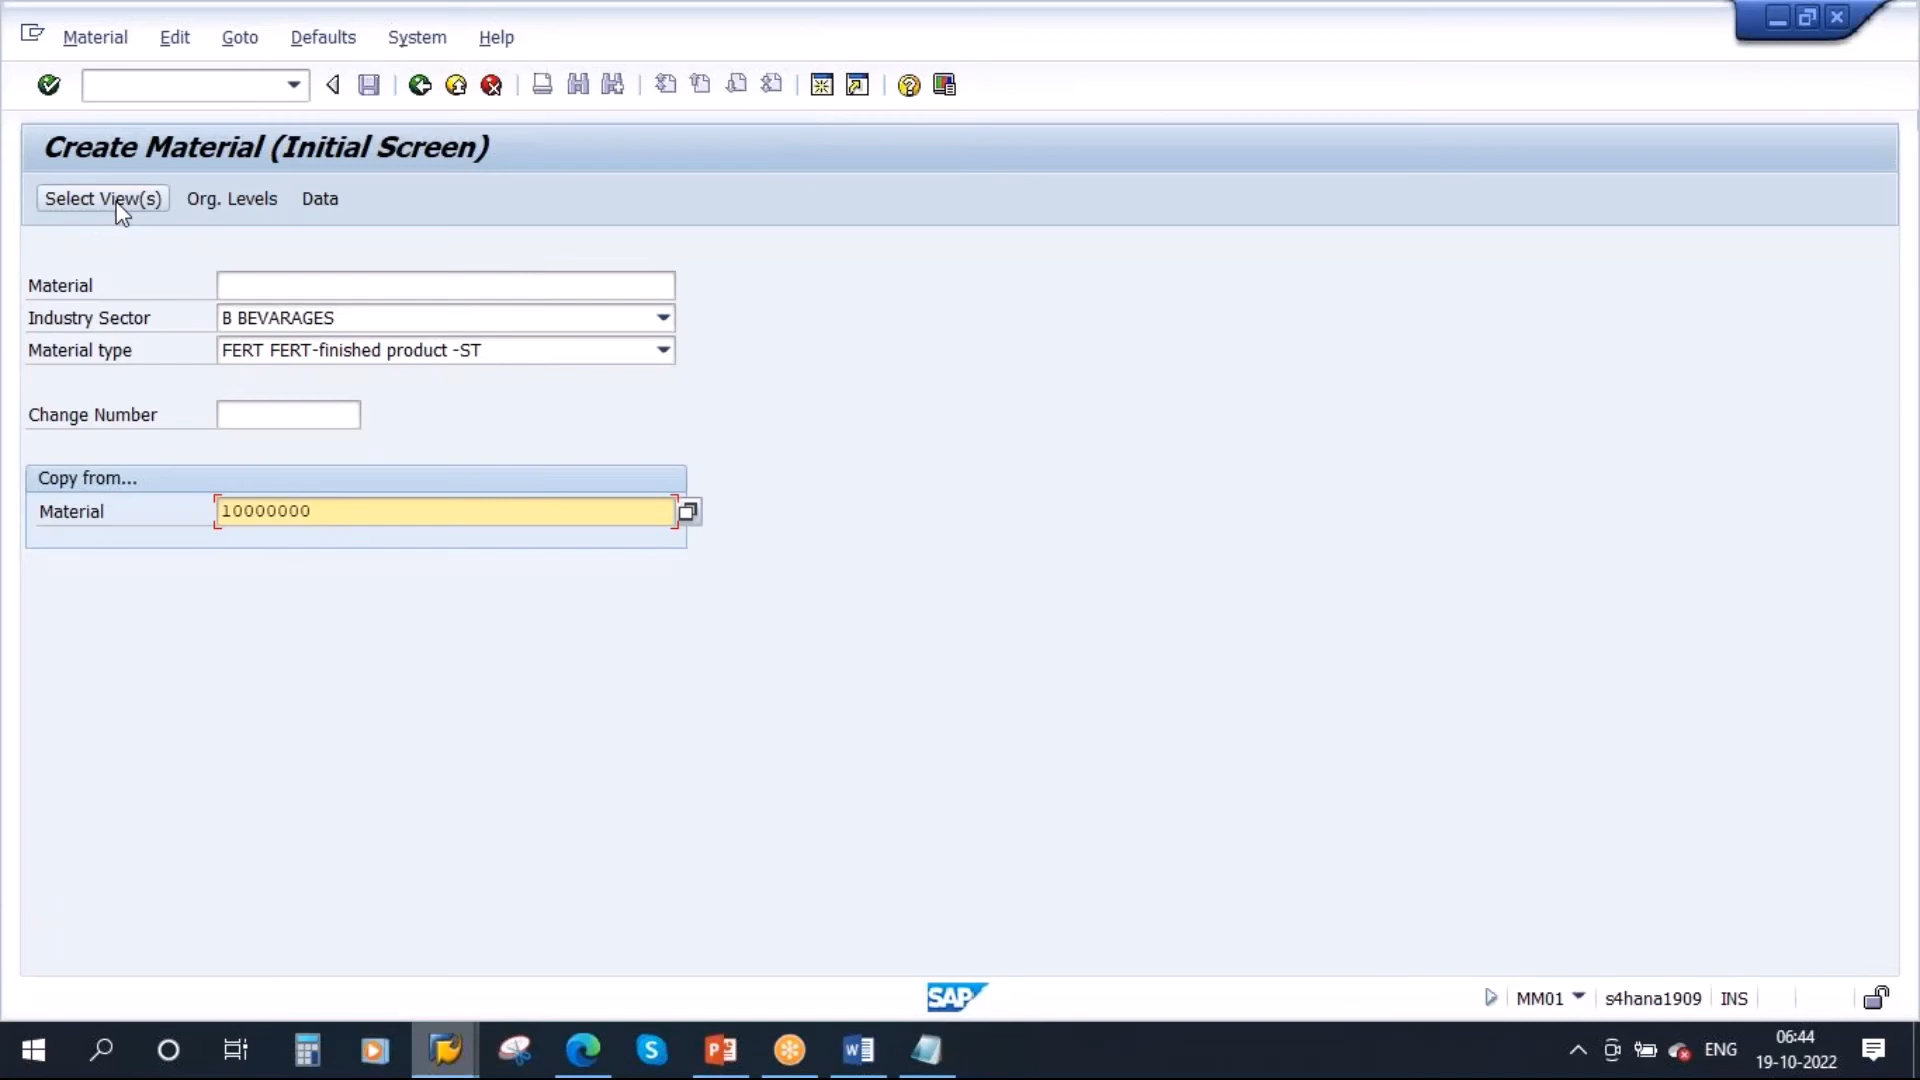 Material Edit Goto Defaults System Help
Create Material (Initial Screen)
Select View(s) Org. Levels Data
Material
Industry Sector B BEVARAGES
Material type FERT FERT-finished product -ST
Change Number
Copy from...
Material 10000000
SAP MM01 s4hana1909 INS
ENG 06:44
19-10-2022